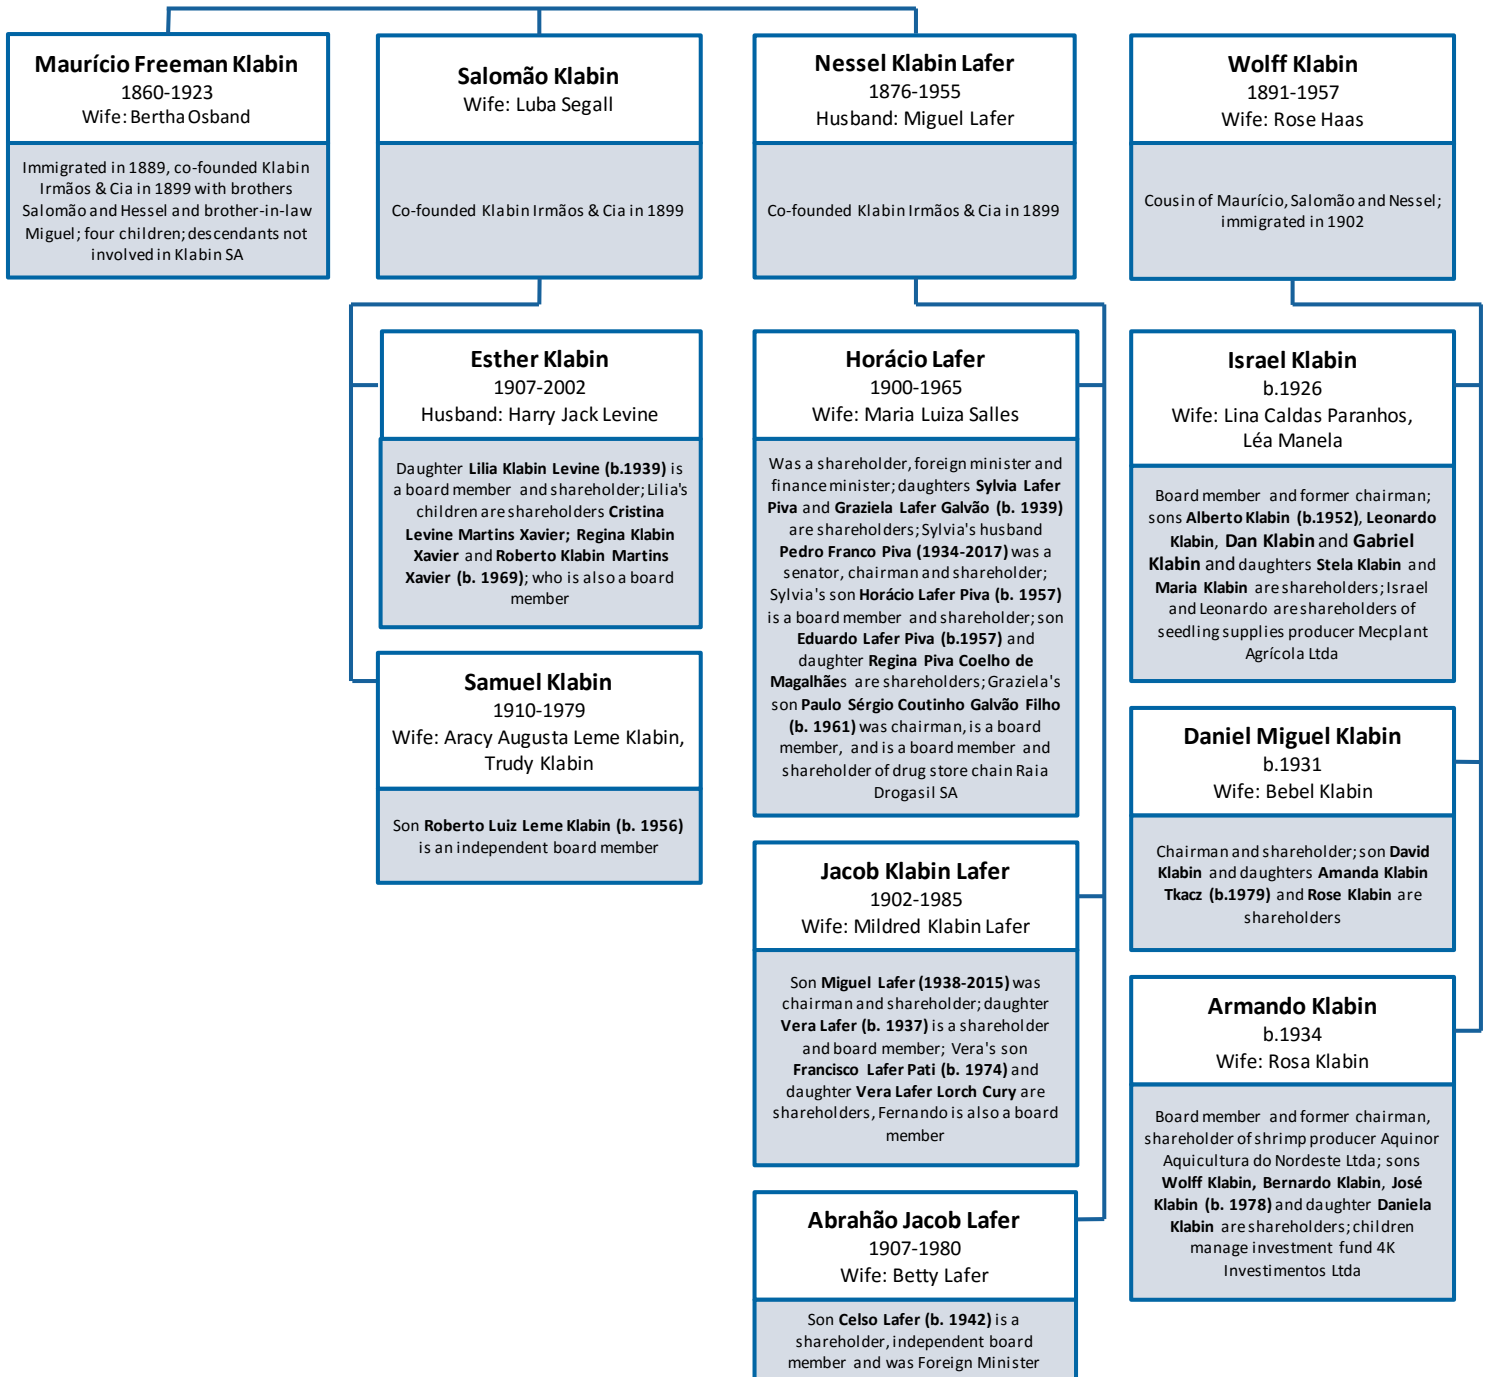 Maurício Freeman Klabin
1860-1923
Wife: Bertha Osband
Immigrated in 1889, co-founded Klabin
Irmãos & Cia in 1899 with brothers
Salomão and Hessel and brother-in-law
Miguel; four children; descendants not
involved in Klabin SA
Salomão Klabin
Wife: Luba Segall
Co-founded Klabin Irmãos & Cia in 1899
Nessel Klabin Lafer
1876-1955
Husband: Miguel Lafer
Co-founded Klabin Irmãos & Cia in 1899
Wolff Klabin
1891-1957
Wife: Rose Haas
Cousin of Maurício, Salomão and Nessel;
immigrated in 1902
Esther Klabin
1907-2002
Husband: Harry Jack Levine
Daughter Lilia Klabin Levine (b.1939) is
a board member and shareholder; Lilia's
children are shareholders Cristina
Levine Martins Xavier; Regina Klabin
Xavier and Roberto Klabin Martins
Xavier (b. 1969); who is also a board
member
Samuel Klabin
1910-1979
Wife: Aracy Augusta Leme Klabin,
Trudy Klabin
Son Roberto Luiz Leme Klabin (b. 1956)
is an independent board member
Horácio Lafer
1900-1965
Wife: Maria Luiza Salles
Was a shareholder, foreign minister and
finance minister; daughters Sylvia Lafer
Piva and Graziela Lafer Galvão (b. 1939)
are shareholders; Sylvia's husband
Pedro Franco Piva (1934-2017) was a
senator, chairman and shareholder;
Sylvia's son Horácio Lafer Piva (b. 1957)
is a board member and shareholder; son
Eduardo Lafer Piva (b.1957) and
daughter Regina Piva Coelho de
Magalhães are shareholders; Graziela's
son Paulo Sérgio Coutinho Galvão Filho
(b. 1961) was chairman, is a board
member, and is a board member and
shareholder of drug store chain Raia
Drogasil SA
Jacob Klabin Lafer
1902-1985
Wife: Mildred Klabin Lafer
Son Miguel Lafer (1938-2015) was
chairman and shareholder; daughter
Vera Lafer (b. 1937) is a shareholder
and board member; Vera's son
Francisco Lafer Pati (b. 1974) and
daughter Vera Lafer Lorch Cury are
shareholders, Fernando is also a board
member
Abrahão Jacob Lafer
1907-1980
Wife: Betty Lafer
Son Celso Lafer (b. 1942) is a
shareholder, independent board
member and was Foreign Minister
Israel Klabin
b.1926
Wife: Lina Caldas Paranhos,
Léa Manela
Board member and former chairman;
sons Alberto Klabin (b.1952), Leonardo
Klabin, Dan Klabin and Gabriel
Klabin and daughters Stela Klabin and
Maria Klabin are shareholders; Israel
and Leonardo are shareholders of
seedling supplies producer Mecplant
Agrícola Ltda
Daniel Miguel Klabin
b.1931
Wife: Bebel Klabin
Chairman and shareholder; son David
Klabin and daughters Amanda Klabin
Tkacz (b.1979) and Rose Klabin are
shareholders
Armando Klabin
b.1934
Wife: Rosa Klabin
Board member and former chairman,
shareholder of shrimp producer Aquinor
Aquicultura do Nordeste Ltda; sons
Wolff Klabin, Bernardo Klabin, José
Klabin (b. 1978) and daughter Daniela
Klabin are shareholders; children
manage investment fund 4K
Investimentos Ltda